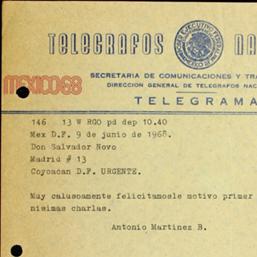 TELEGRAFOS NA
MEXICO68
SECRETARIA DE COMUNICACIONES Y TRA
DIRECCION GENERAL DE TELEGRAFOS NAC
TELEGRAMA
146 13 W RGO pd dep 10.40
Mex D.F. 9 de junio de 1968.
Don Salvador Novo
Madrid # 13
Coyoacan D.F. URGENTE.
Muy calusoamente felicitamosle motivo primer
nisimas charlas.
Antonio Martinez B.